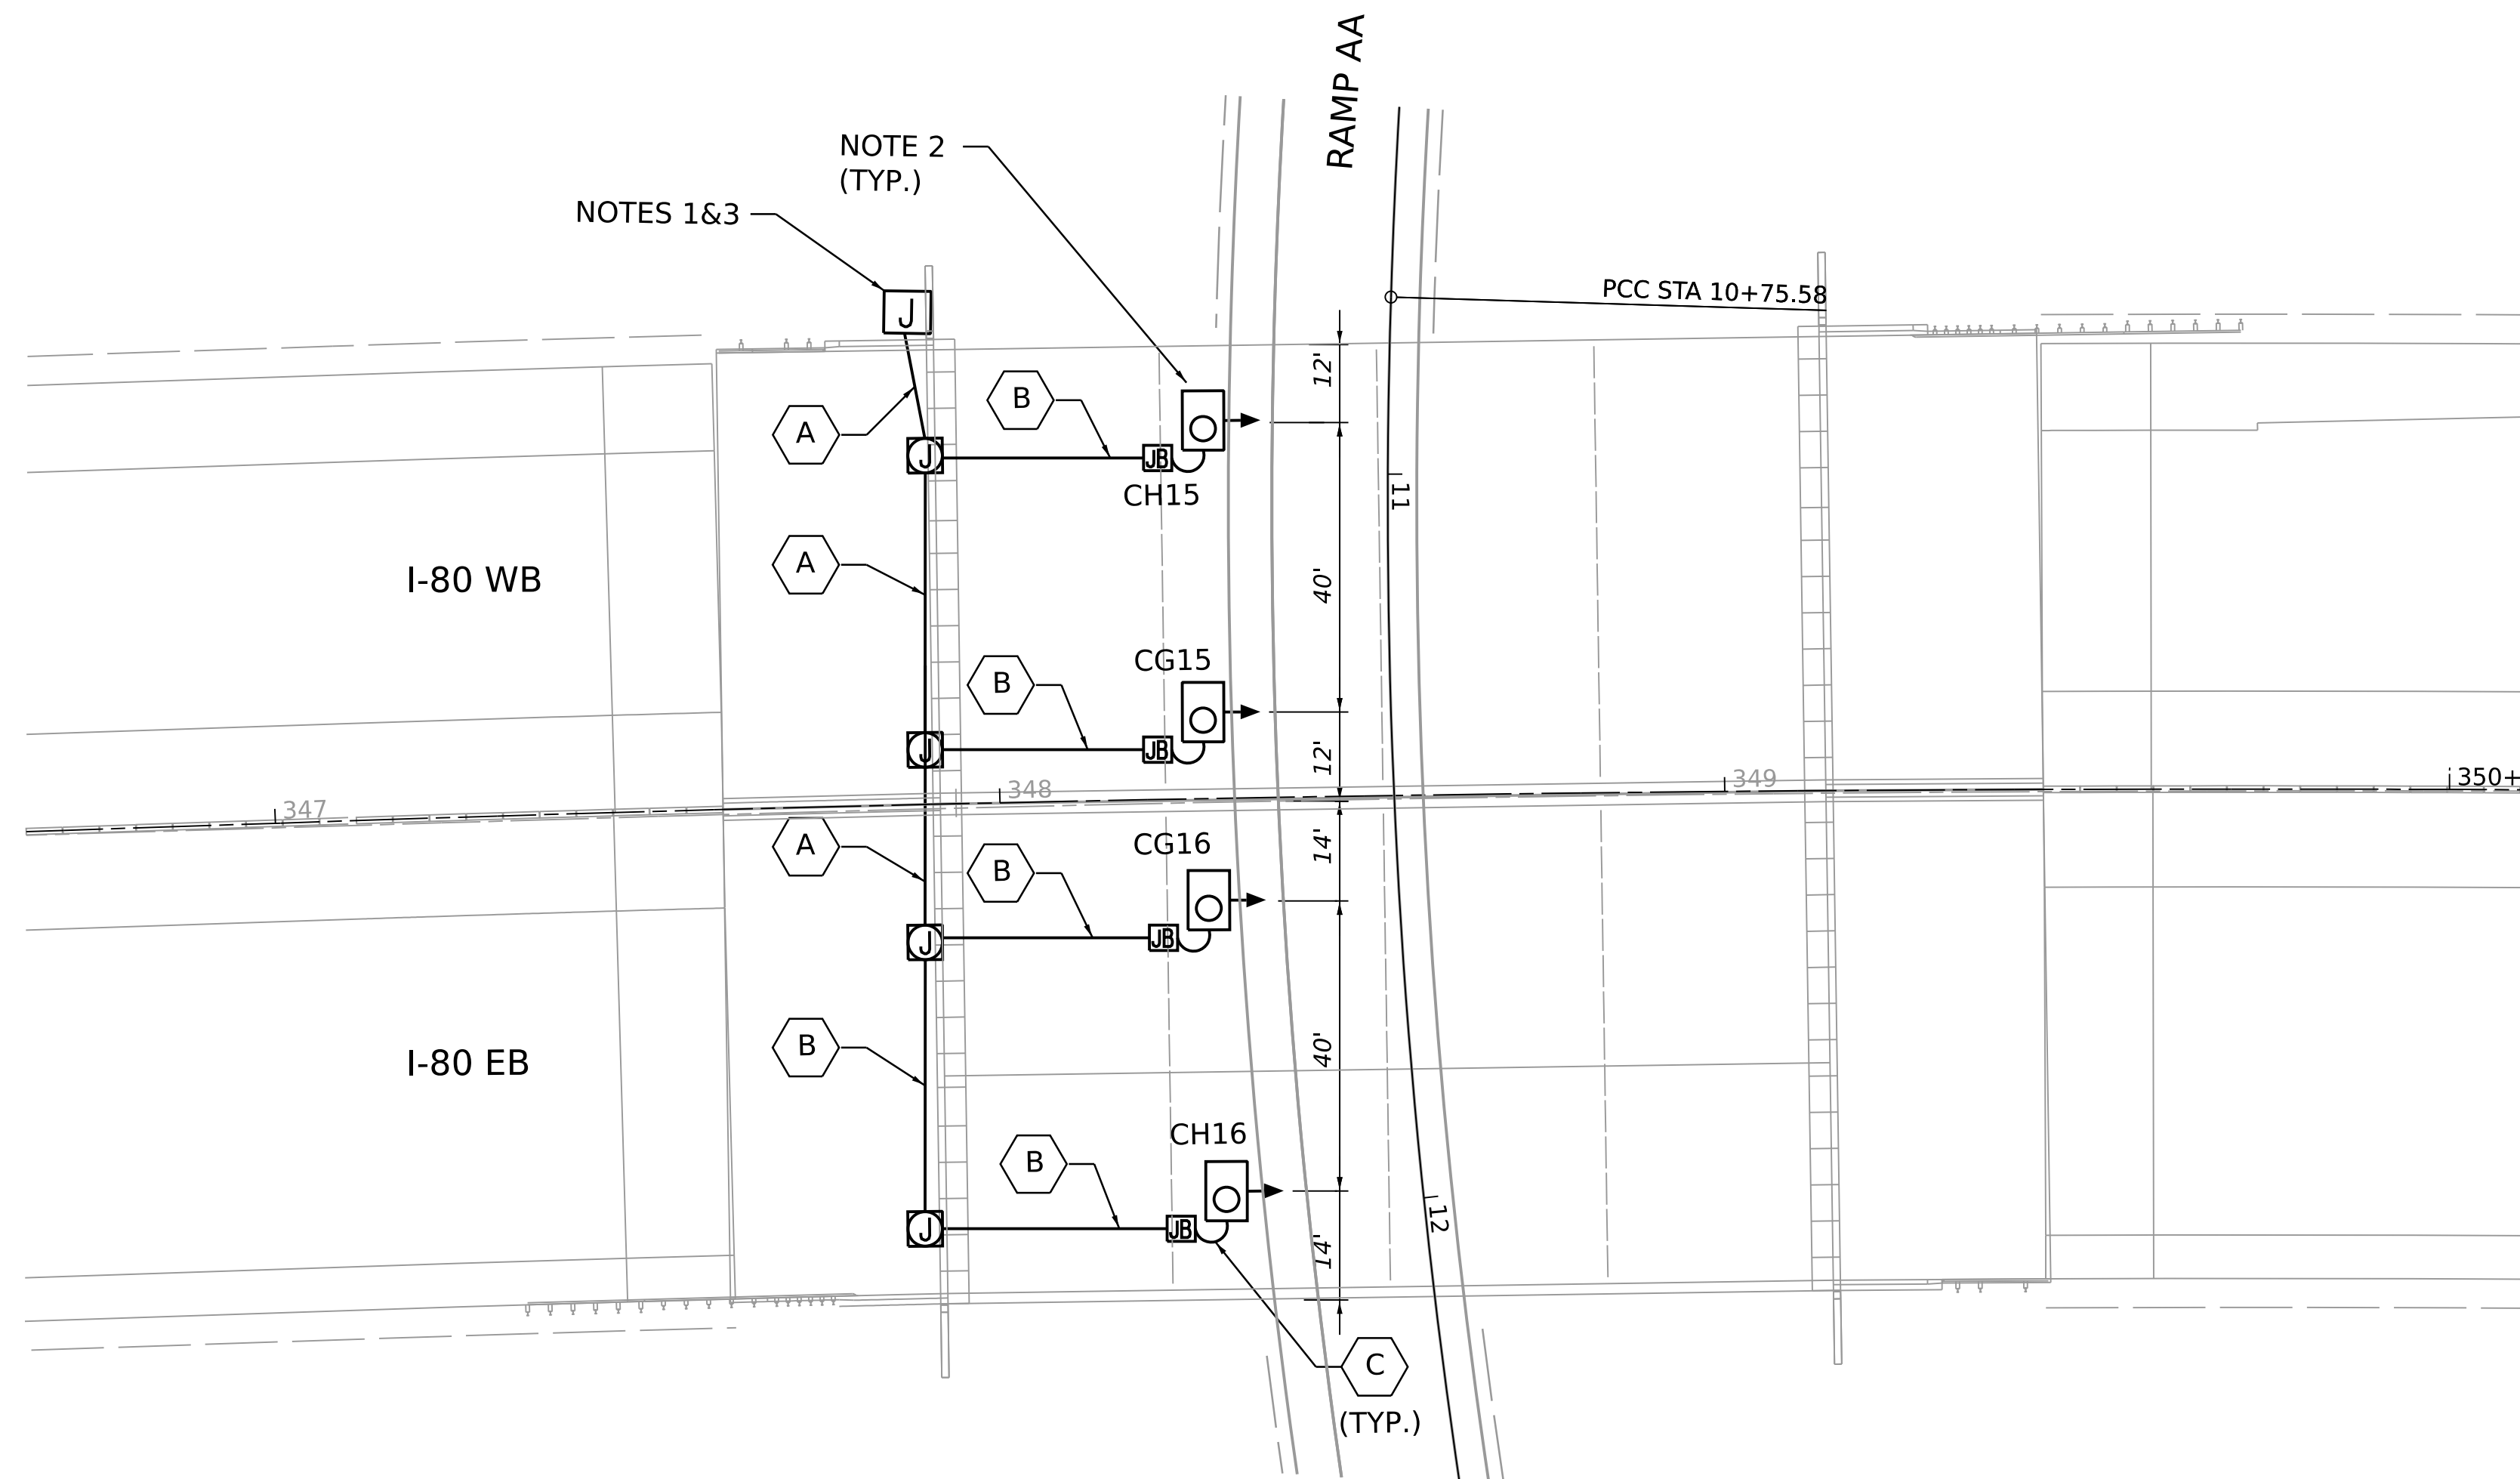 RAMP AA
NOTE 2
(TYP.)
NOTES 1&3
J
PCC STA 10+75.58
12'
B
A
J
JB
CH15
11
A
40'
I-80 WB
CG15
B
J
JB
12'
347
348
349
350+
A
CG16
14'
B
J
JB
I-80 EB
B
40'
CH16
B
12
J
JB
14'
C
(TYP.)